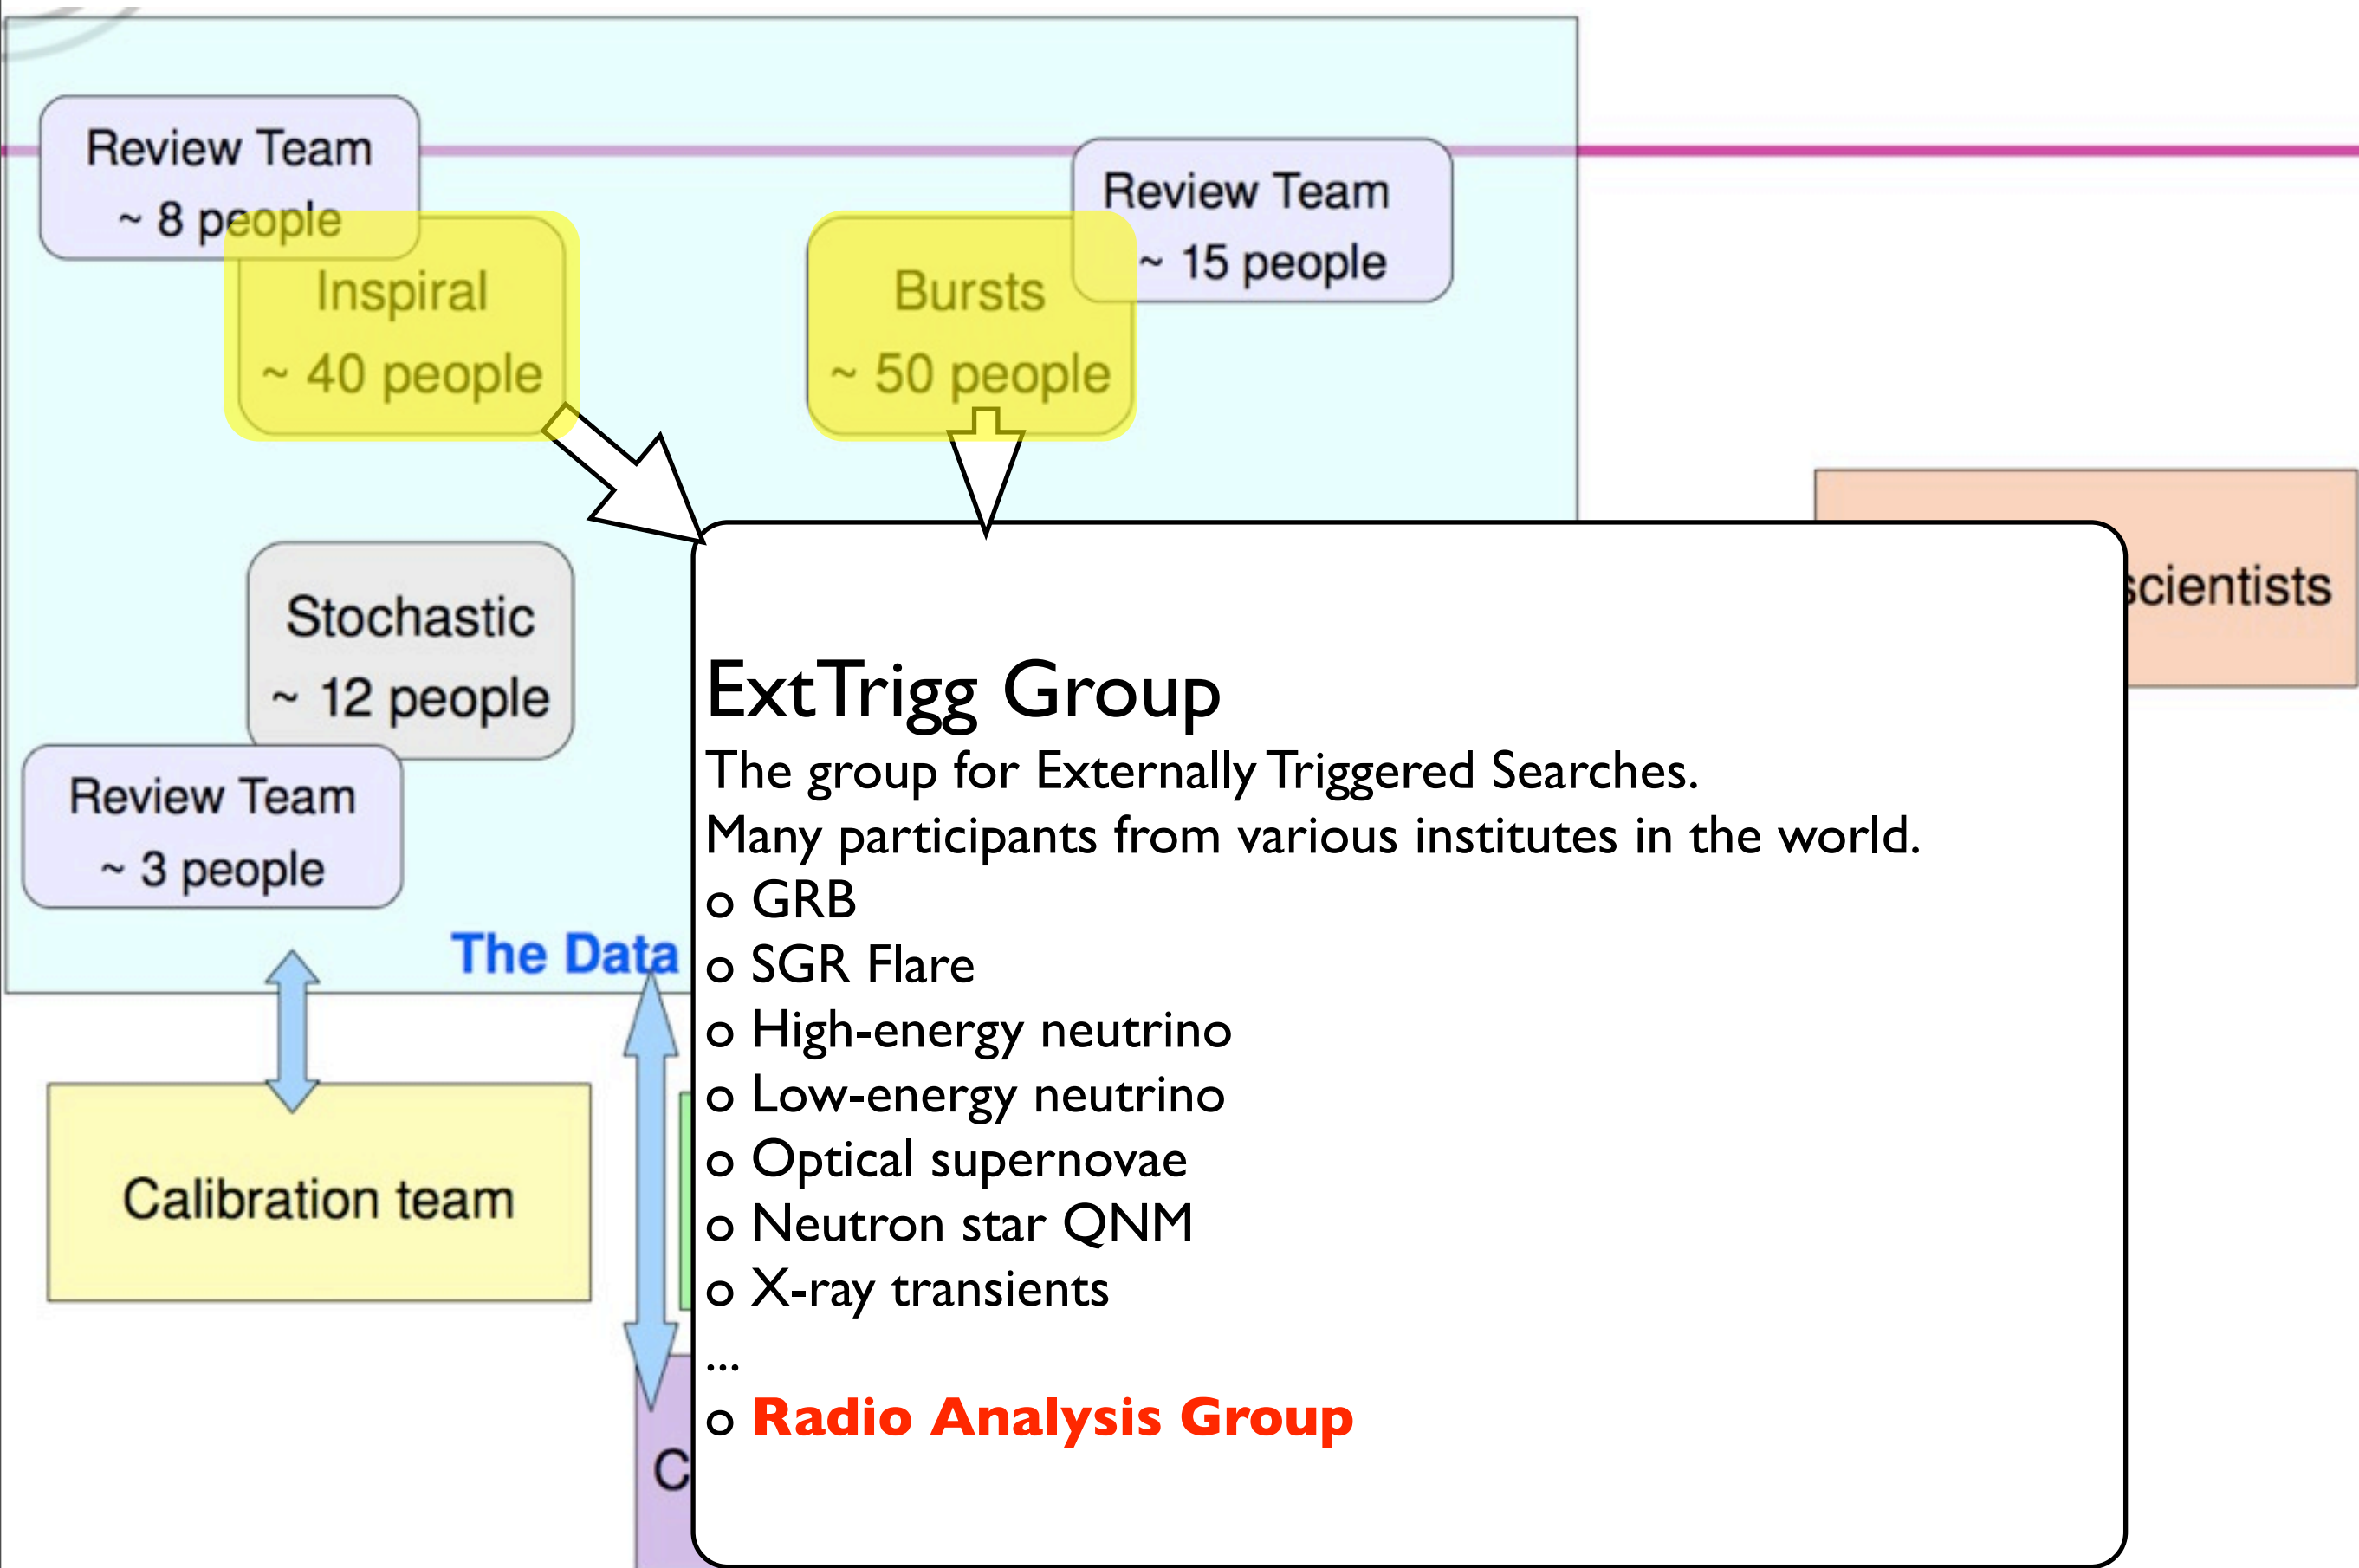 Review Team
~ 8 people
Inspiral
~ 40 people
Bursts
~ 50 people
Review Team
~ 15 people
Stochastic
~ 12 people
Review Team
~ 3 people
The Data
Calibration team
scientists
C
ExtTrigg Group
The group for Externally Triggered Searches.
Many participants from various institutes in the world.
o GRB
o SGR Flare
o High-energy neutrino
o Low-energy neutrino
o Optical supernovae
o Neutron star QNM
o X-ray transients
...
o Radio Analysis Group